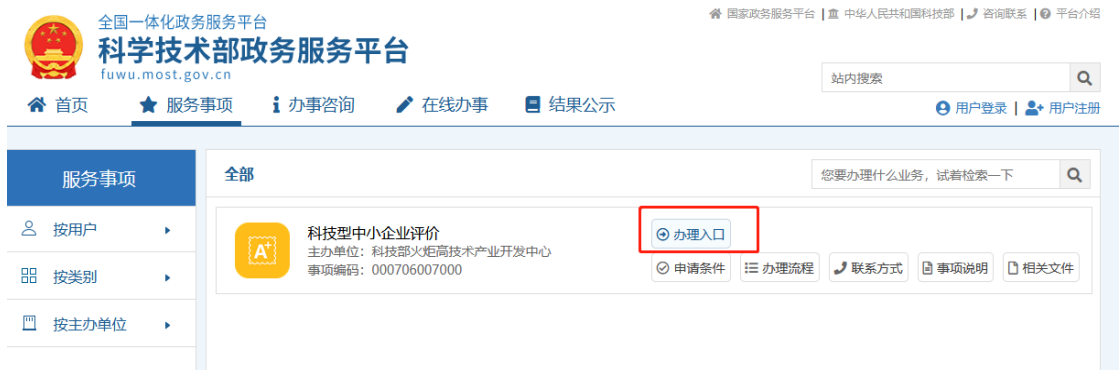 国家政务服务平台 | 中华人民共和国科技部 | 咨询联系 | 平台介绍
全国一体化政务服务平台
科学技术部政务服务平台
fuwu.most.gov.cn
站内搜索
首页 服务事项 办事咨询 在线办事 结果公示
用户登录 | 用户注册
服务事项
按用户
按类别
按主办单位
全部
您要办理什么业务，试着检索一下
A+
科技型中小企业评价
主办单位：科技部火炬高技术产业开发中心
事项编码：000706007000
办理入口
申请条件 办理流程 联系方式 事项说明 相关文件